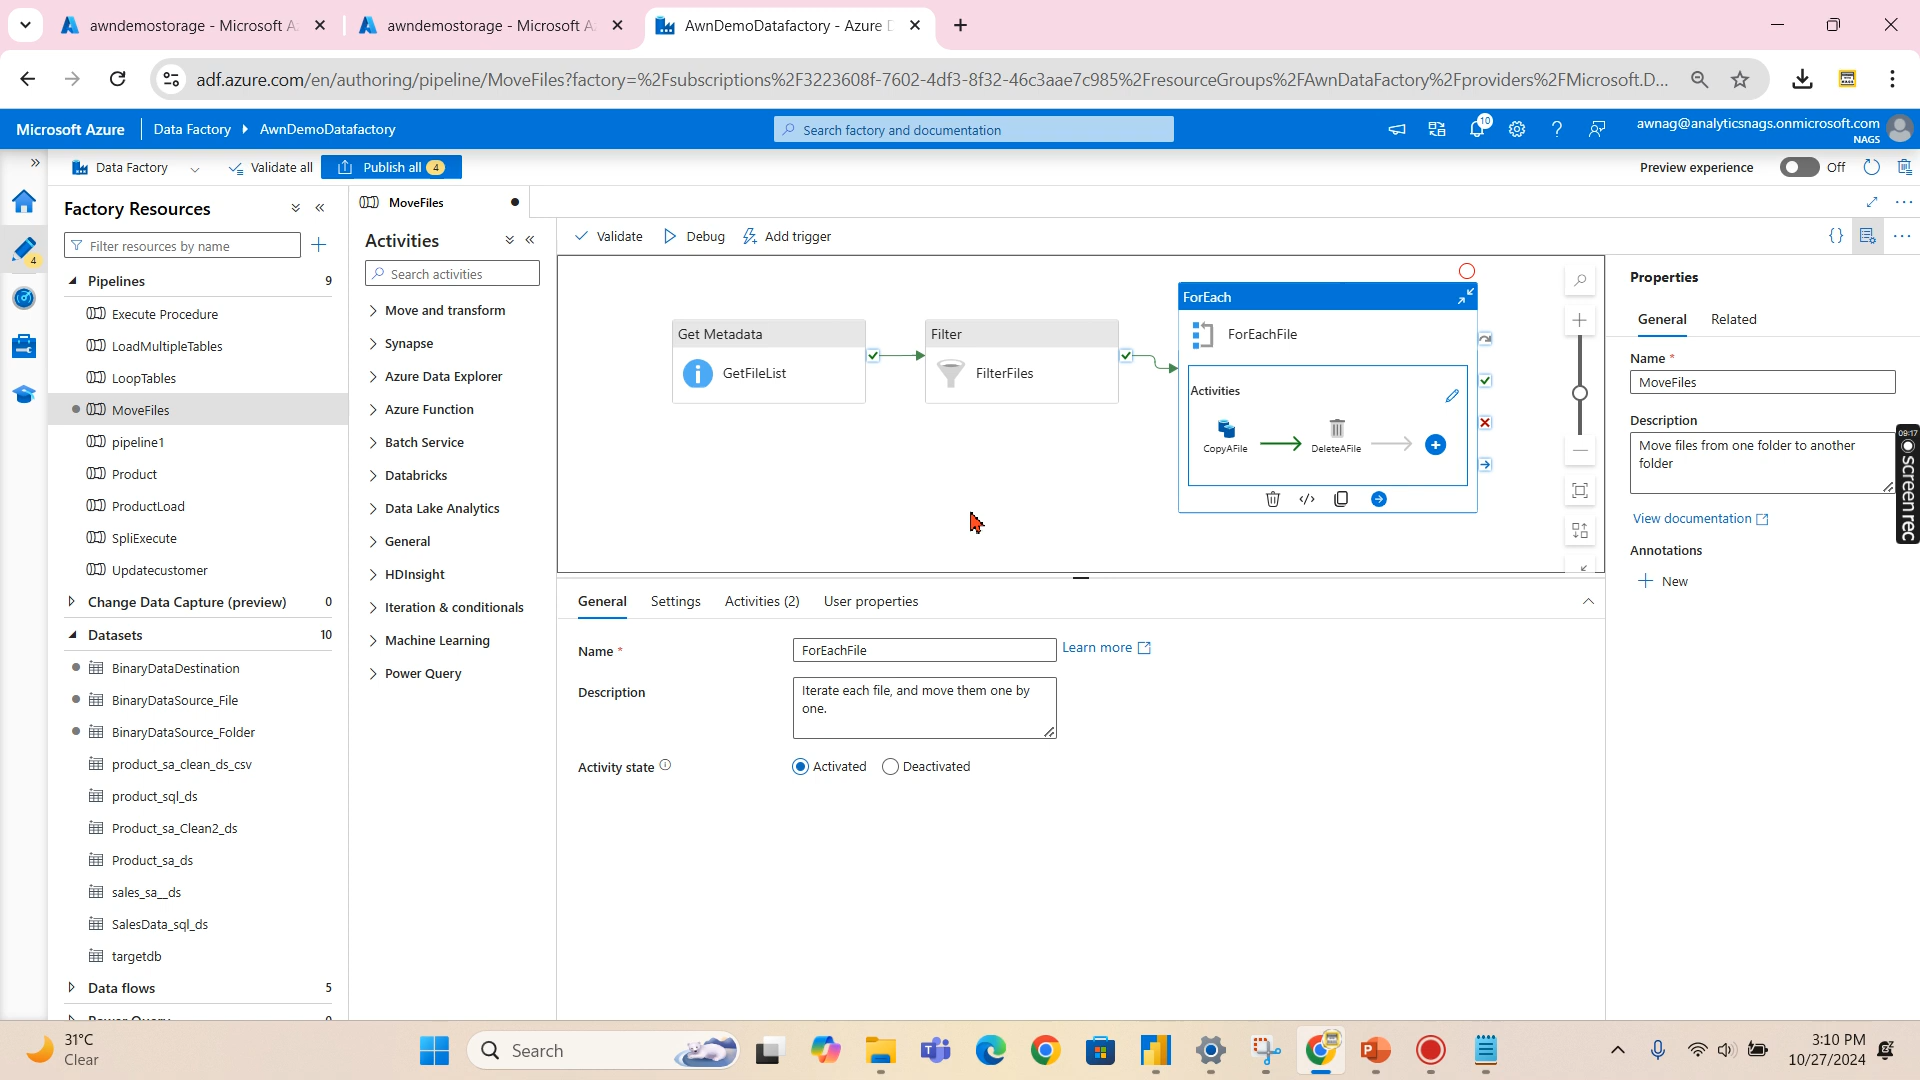 awndemostorage - Microsoft A
awndemostorage - Microsoft A
AwnDemoDatafactory - Azure D
adf.azure.com/en/authoring/pipeline/MoveFiles?factory=%2Fsubscriptions%2F3223608f-7602-4df3-8f32-46c3aae7c985%2FresourceGroups%2FAwnDataFactory%2Fproviders%2FMicrosoft.D...
Microsoft Azure
Data Factory
AwnDemoDatafactory
Search factory and documentation
10
awnag@analyticsnags.onmicrosoft.com
NAGS
Data Factory
Validate all
Publish all 4
Preview experience
Off
4
Factory Resources
Filter resources by name
Pipelines 9
Execute Procedure
LoadMultipleTables
LoopTables
MoveFiles
pipeline1
Product
ProductLoad
SpliExecute
Updatecustomer
Change Data Capture (preview) 0
Datasets 10
BinaryDataDestination
BinaryDataSource_File
BinaryDataSource_Folder
product_sa_clean_ds_csv
product_sql_ds
Product_sa_Clean2_ds
Product_sa_ds
sales_sa__ds
SalesData_sql_ds
targetdb
Data flows 5
Power Query 0
MoveFiles
Activities
Search activities
Move and transform
Synapse
Azure Data Explorer
Azure Function
Batch Service
Databricks
Data Lake Analytics
General
HDInsight
Iteration & conditionals
Machine Learning
Power Query
Validate
Debug
Add trigger
Get Metadata
GetFileList
Filter
FilterFiles
ForEach
ForEachFile
Activities
CopyAFile
DeleteAFile
General
Settings
Activities (2)
User properties
Name *
ForEachFile
Learn more
Description
Iterate each file, and move them one by
one.
Activity state
Activated
Deactivated
Properties
General
Related
Name *
MoveFiles
Description
Move files from one folder to another
folder
View documentation
Annotations
New
09:17
screenrec
31°C
Clear
Search
3:10 PM
10/27/2024